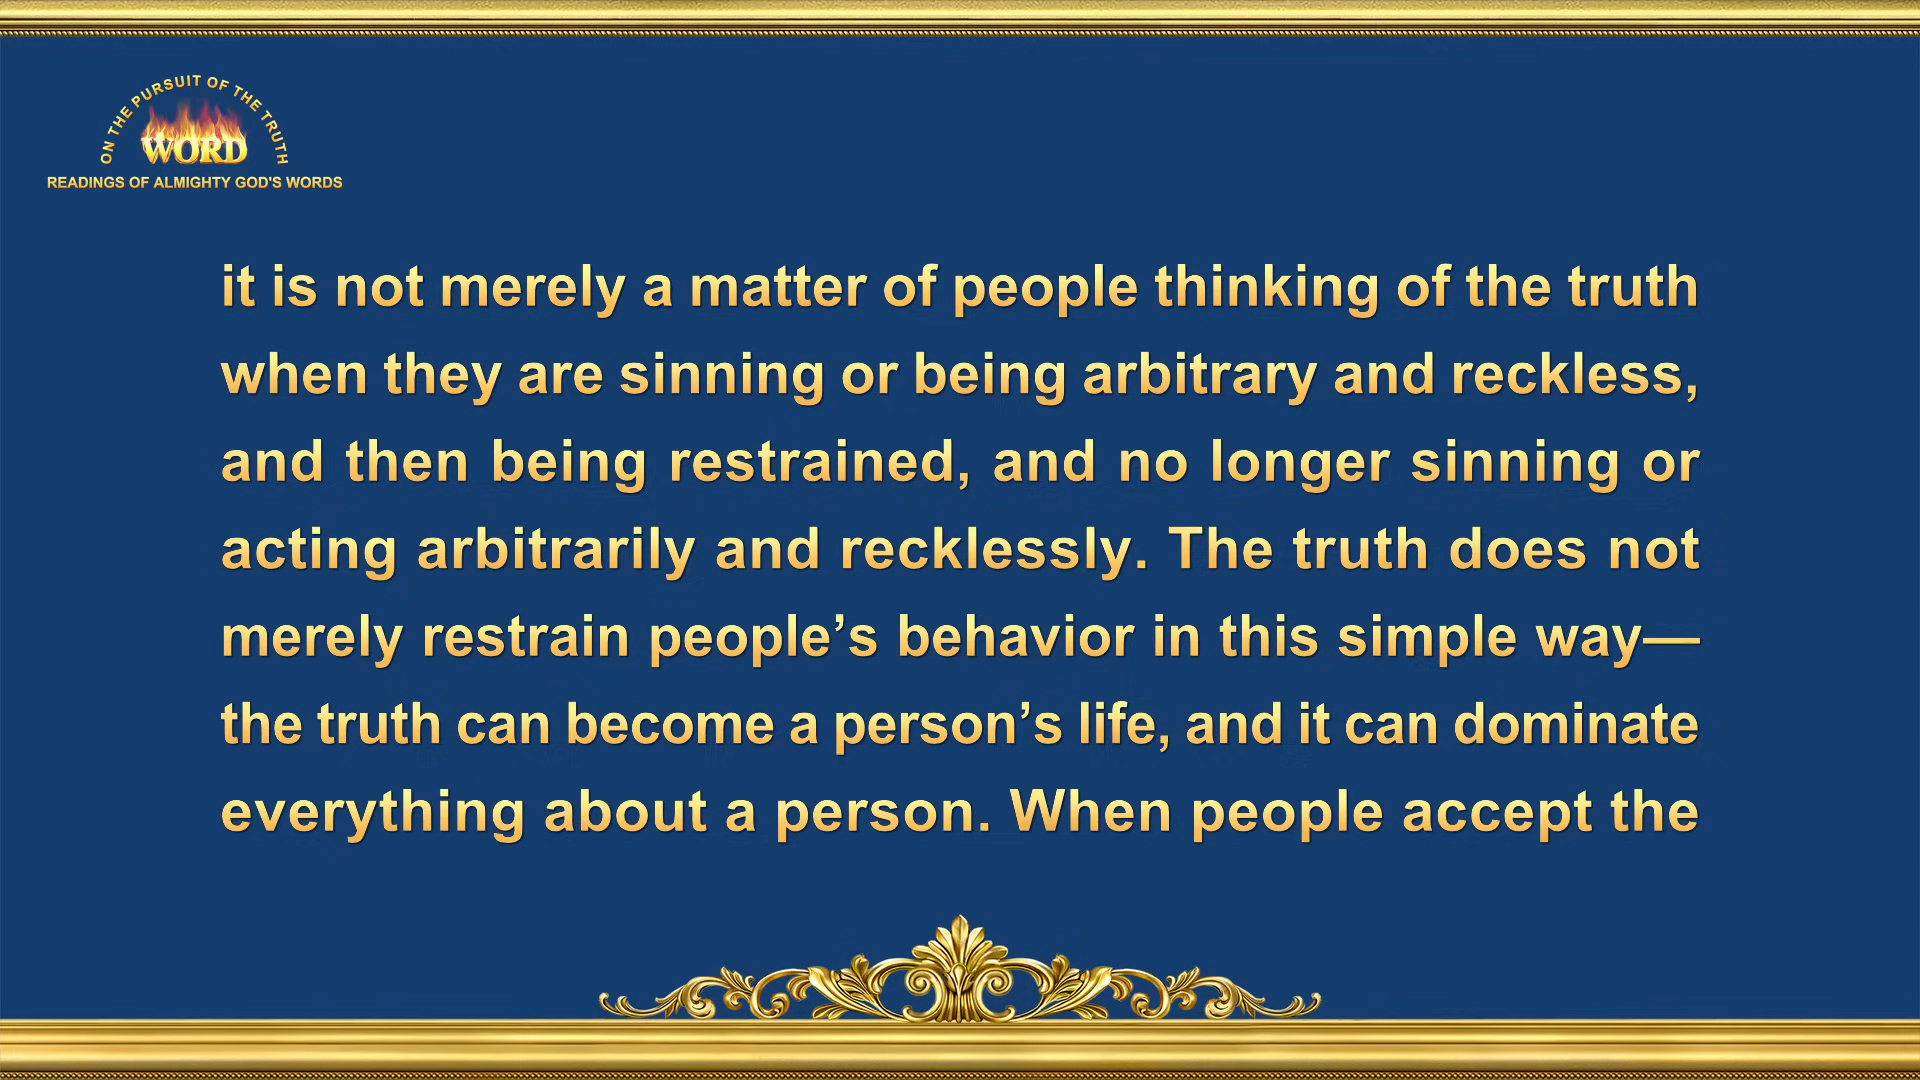 ON THE PURSUIT OF THE TRUTH
WORD
READINGS OF ALMIGHTY GOD'S WORDS
it is not merely a matter of people thinking of the truth
when they are sinning or being arbitrary and reckless,
and then being restrained, and no longer sinning or
acting arbitrarily and recklessly. The truth does not
merely restrain people’s behavior in this simple way—
the truth can become a person’s life, and it can dominate
everything about a person. When people accept the